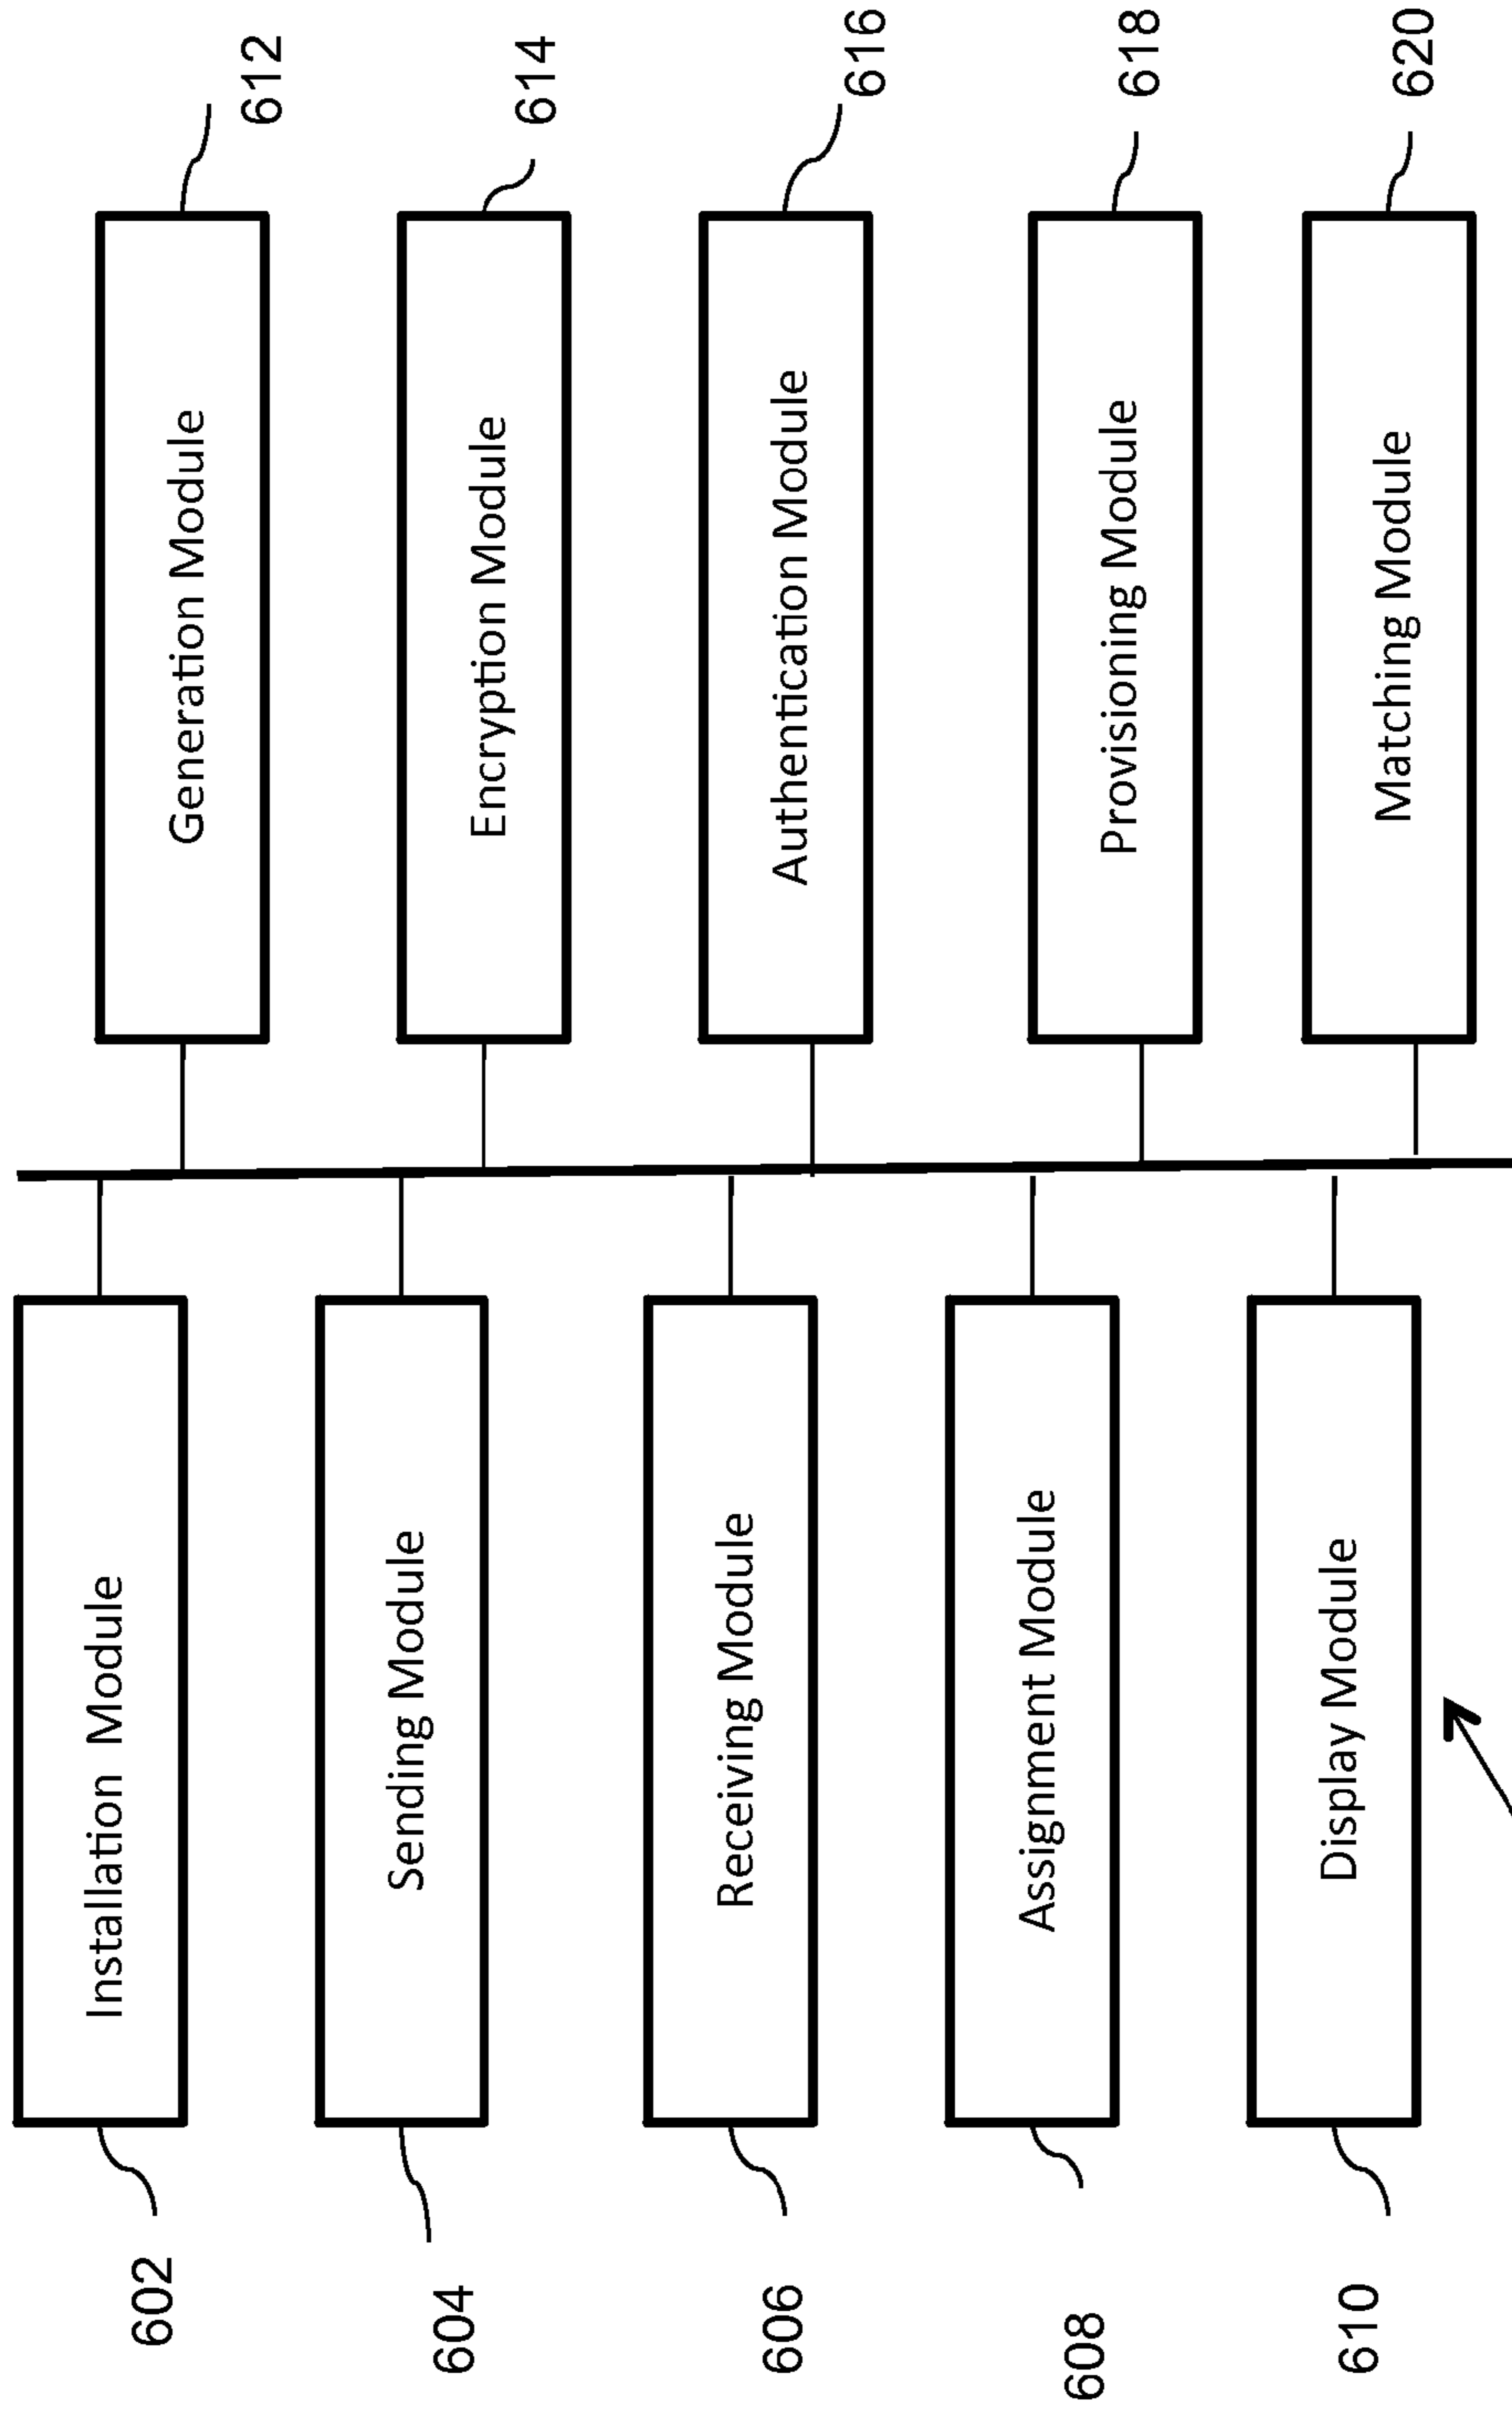 602
Installation Module
Generation Module
612
604
Sending Module
Encryption Module
614
606
Receiving Module
Authentication Module
616
608
Assignment Module
Provisioning Module
618
610
Display Module
Matching Module
620